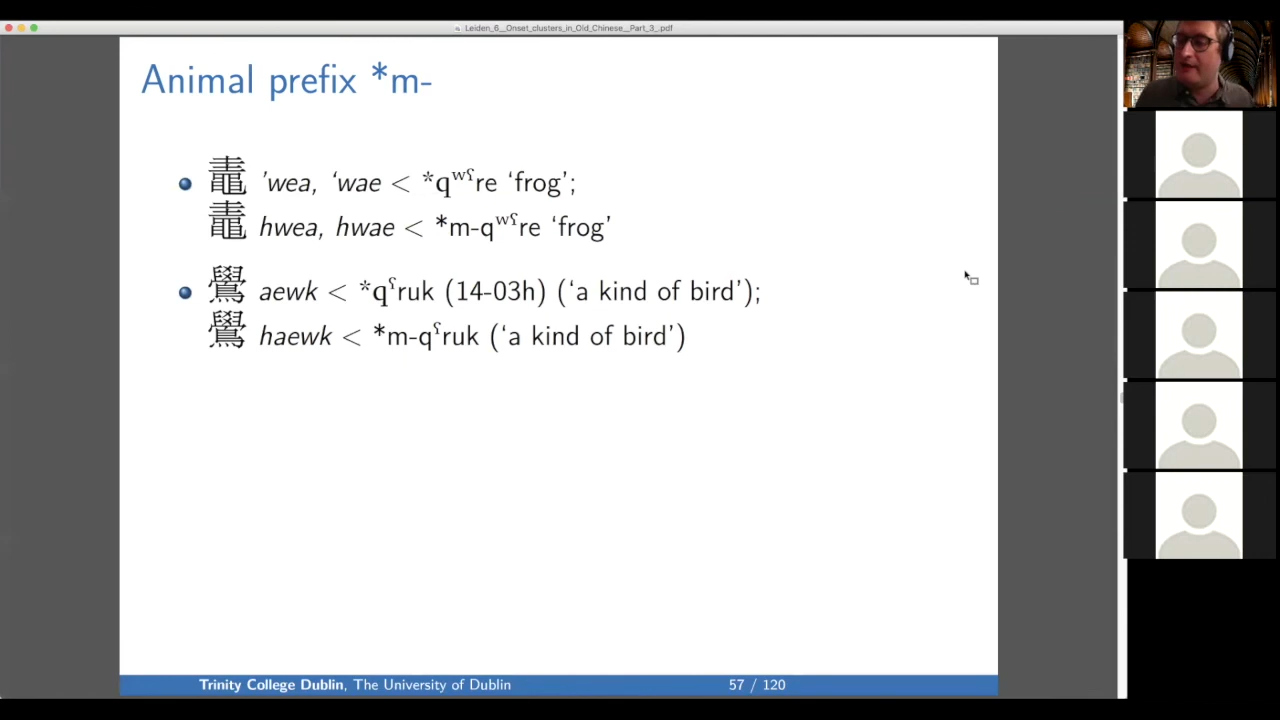 Leiden_6__Onset_clusters_in_Old_Chinese__Part_3_.pdf
Animal prefix *m-
鼃 ’wea, ‘wae < *qʷˤre ‘frog’;
鼃 hwea, hwae < *m-qʷˤre ‘frog’
鷽 aewk < *qˤruk (14-03h) (‘a kind of bird’);
鷽 haewk < *m-qˤruk (‘a kind of bird’)
Trinity College Dublin, The University of Dublin 57 / 120